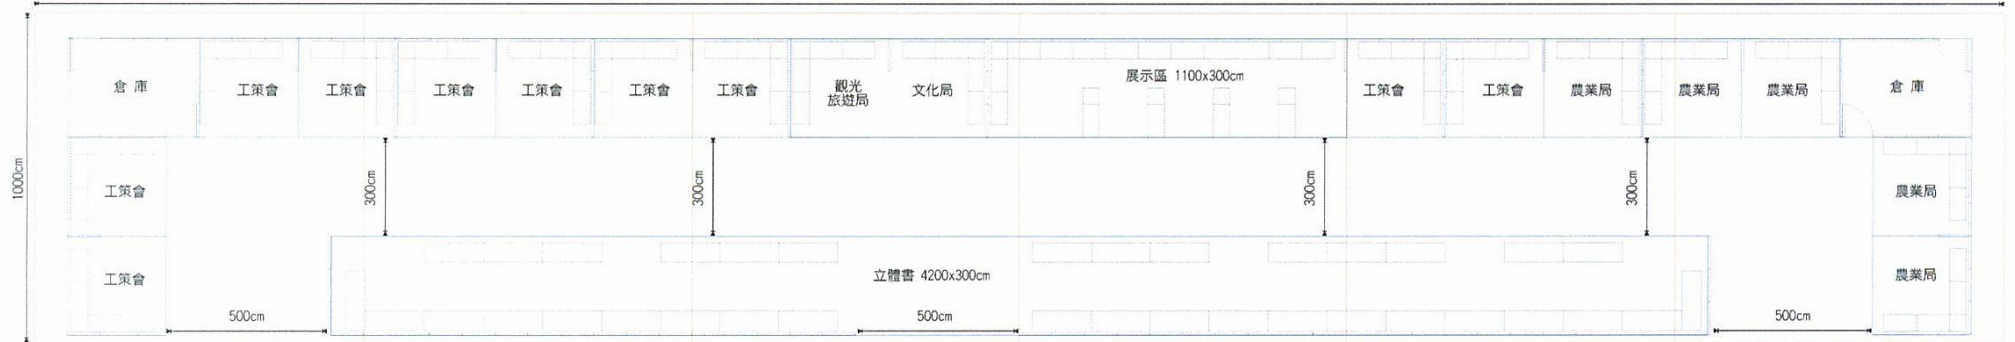 倉 庫
工策會
工策會
工策會
工策會
工策會
工策會
觀光
旅遊局
文化局
展示區 1100x300cm
工策會
工策會
農業局
農業局
農業局
倉 庫
1000cm
工策會
300cm
300cm
300cm
300cm
農業局
工策會
立體書 4200x300cm
農業局
500cm
500cm
500cm